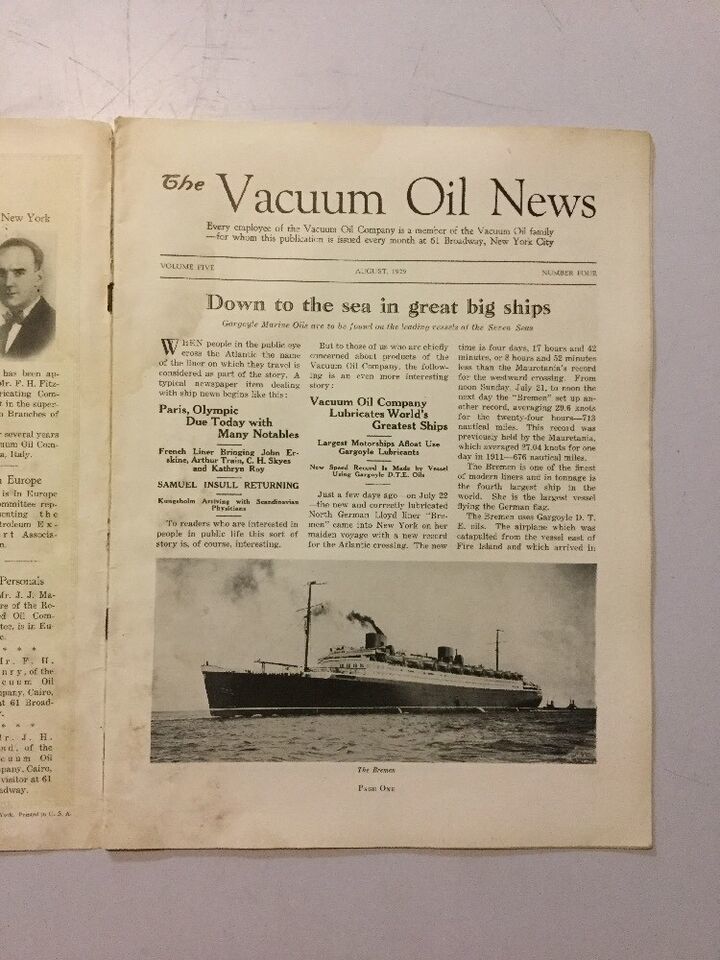 New York
has been ap-
Mr. F. H. Fitz-
ricating Com-
t in the super-
n Branches of
several years
uum Oil Com-
a, Italy.
Europe
is in Europe
ommittee rep-
enting the
troleum Ex-
rt Associa-
n.
Personals
Mr. J. J. Ma-
re of the Ro-
d Oil Com-
tee, is in Eu-
e.
* * *
Mr. F. H.
nry, of the
cuum Oil
pany, Cairo,
at 61 Broad-
* * *
Mr. J. H.
nd, of the
cuum Oil
pany, Cairo,
visitor at 61
adway.
York. Printed in U. S. A.
The Vacuum Oil News
Every employee of the Vacuum Oil Company is a member of the Vacuum Oil family
—for whom this publication is issued every month at 61 Broadway, New York City
VOLUME FIVE
AUGUST, 1929
NUMBER FOUR
Down to the sea in great big ships
Gargoyle Marine Oils are to be found on the leading vessels of the Seven Seas
WHEN people in the public eye
cross the Atlantic the name
of the liner on which they travel is
considered as part of the story. A
typical newspaper item dealing
with ship news begins like this:
Paris, Olympic
Due Today with
Many Notables
French Liner Bringing John Er-
skine, Arthur Train, C. H. Skyes
and Kathryn Roy
SAMUEL INSULL RETURNING
Kungsholm Arriving with Scandinavian
Physicians
To readers who are interested in
people in public life this sort of
story is, of course, interesting.
But to those of us who are chiefly
concerned about products of the
Vacuum Oil Company, the follow-
ing is an even more interesting
story:
Vacuum Oil Company
Lubricates World's
Greatest Ships
Largest Motorships Afloat Use
Gargoyle Lubricants
New Speed Record Is Made by Vessel
Using Gargoyle D.T.E. Oils
Just a few days ago—on July 22
—the new and correctly lubricated
North German Lloyd liner "Bre-
men" came into New York on her
maiden voyage with a new record
for the Atlantic crossing. The new
time is four days, 17 hours and 42
minutes, or 8 hours and 52 minutes
less than the Mauretania's record
for the westward crossing. From
noon Sunday, July 21, to noon the
next day the "Bremen" set up an-
other record, averaging 29.6 knots
for the twenty-four hours—713
nautical miles. This record was
previously held by the Mauretania,
which averaged 27.04 knots for one
day in 1911—676 nautical miles.
The Bremen is one of the finest
of modern liners and in tonnage is
the fourth largest ship in the
world. She is the largest vessel
flying the German flag.
The Bremen uses Gargoyle D. T.
E. oils. The airplane which was
catapulted from the vessel east of
Fire Island and which arrived in
The Bremen
PAGE ONE